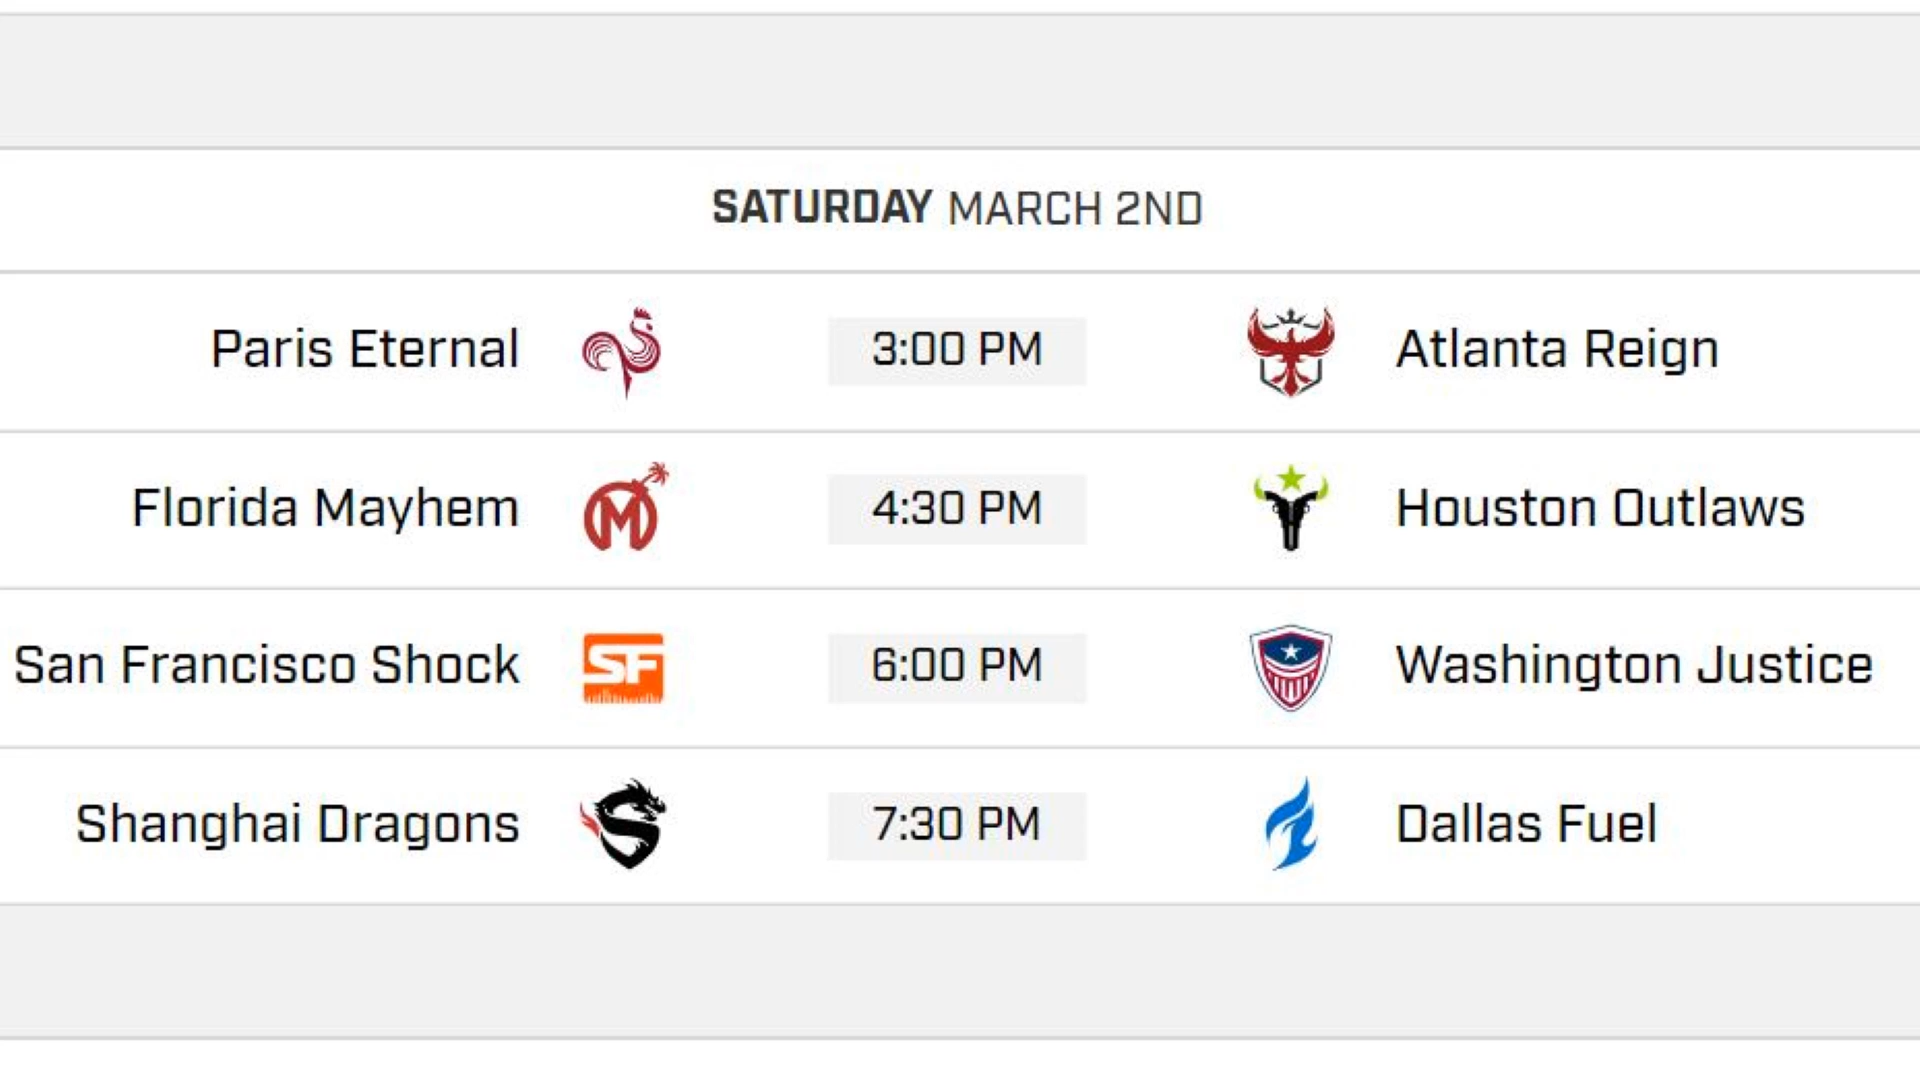 SATURDAY MARCH 2ND
Paris Eternal 3:00 PM Atlanta Reign
Florida Mayhem M 4:30 PM Houston Outlaws
San Francisco Shock SF 6:00 PM Washington Justice
Shanghai Dragons 7:30 PM Dallas Fuel